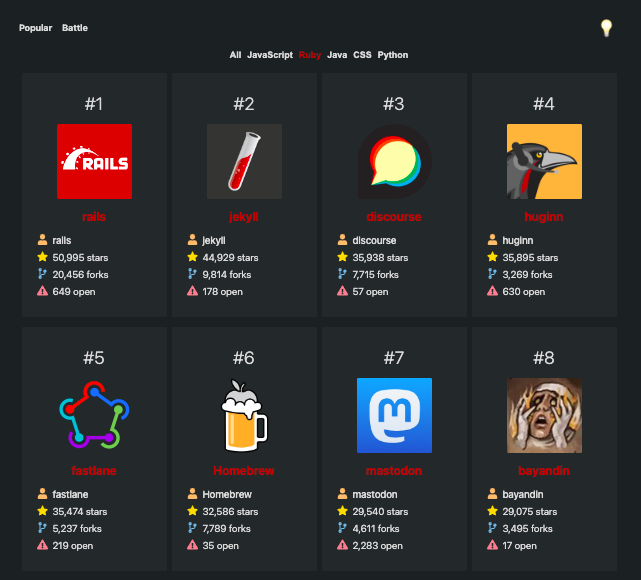 Popular Battle
All JavaScript Ruby Java CSS Python
#1
RAILS
rails
rails
50,995 stars
20,456 forks
649 open
#2
jekyll
jekyll
44,929 stars
9,814 forks
178 open
#3
discourse
discourse
35,938 stars
7,715 forks
57 open
#4
huginn
huginn
35,895 stars
3,269 forks
630 open
#5
fastlane
fastlane
35,474 stars
5,237 forks
219 open
#6
Homebrew
Homebrew
32,586 stars
7,789 forks
35 open
#7
m
mastodon
mastodon
29,540 stars
4,611 forks
2,283 open
#8
bayandin
bayandin
29,075 stars
3,495 forks
17 open